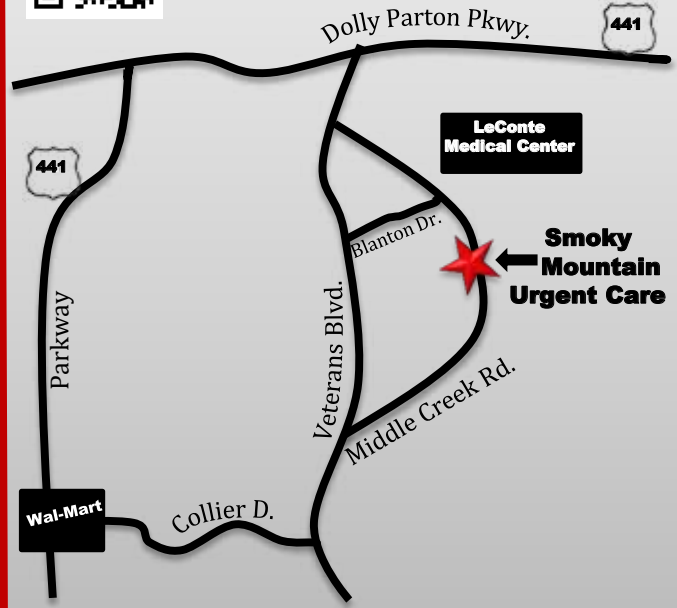 Dolly Parton Pkwy.
441
LeConte
Medical Center
441
Blanton Dr.
Smoky
Mountain
Urgent Care
Parkway
Veterans Blvd.
Middle Creek Rd.
Wal-Mart
Collier D.